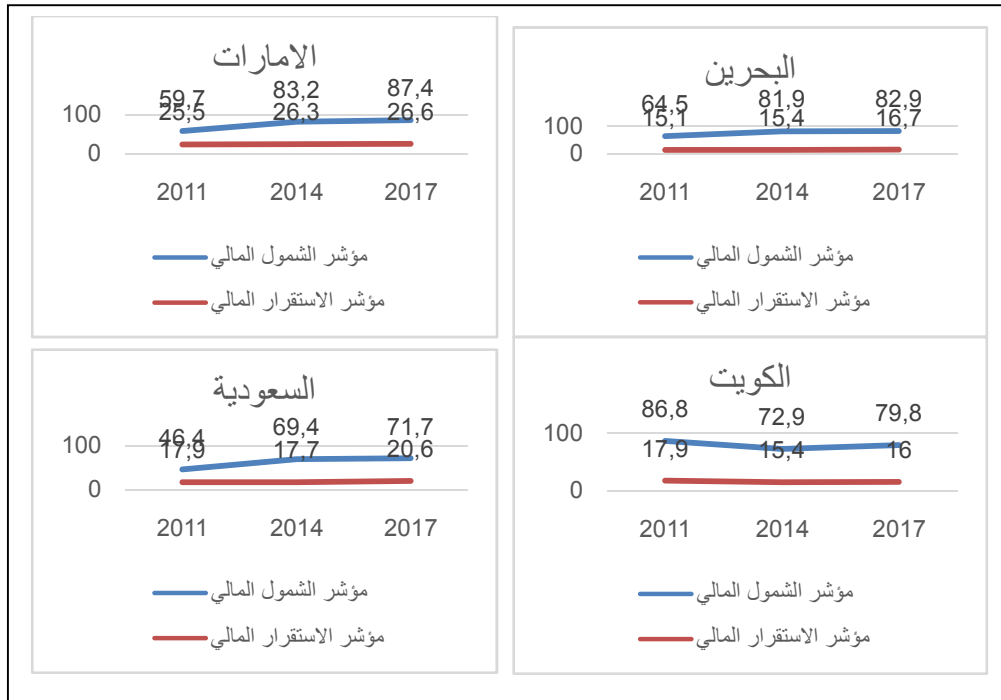 الامارات
59,7 83,2 87,4
25,5 26,3 26,6
100
0
2011 2014 2017
مؤشر الشمول المالي
مؤشر الاستقرار المالي
البحرين
64,5 81,9 82,9
15,1 15,4 16,7
100
0
2011 2014 2017
مؤشر الشمول المالي
مؤشر الاستقرار المالي
السعودية
46,4 69,4 71,7
17,9 17,7 20,6
100
0
2011 2014 2017
مؤشر الشمول المالي
مؤشر الاستقرار المالي
الكويت
86,8 72,9 79,8
100
17,9 15,4 16
0
2011 2014 2017
مؤشر الشمول المالي
مؤشر الاستقرار المالي